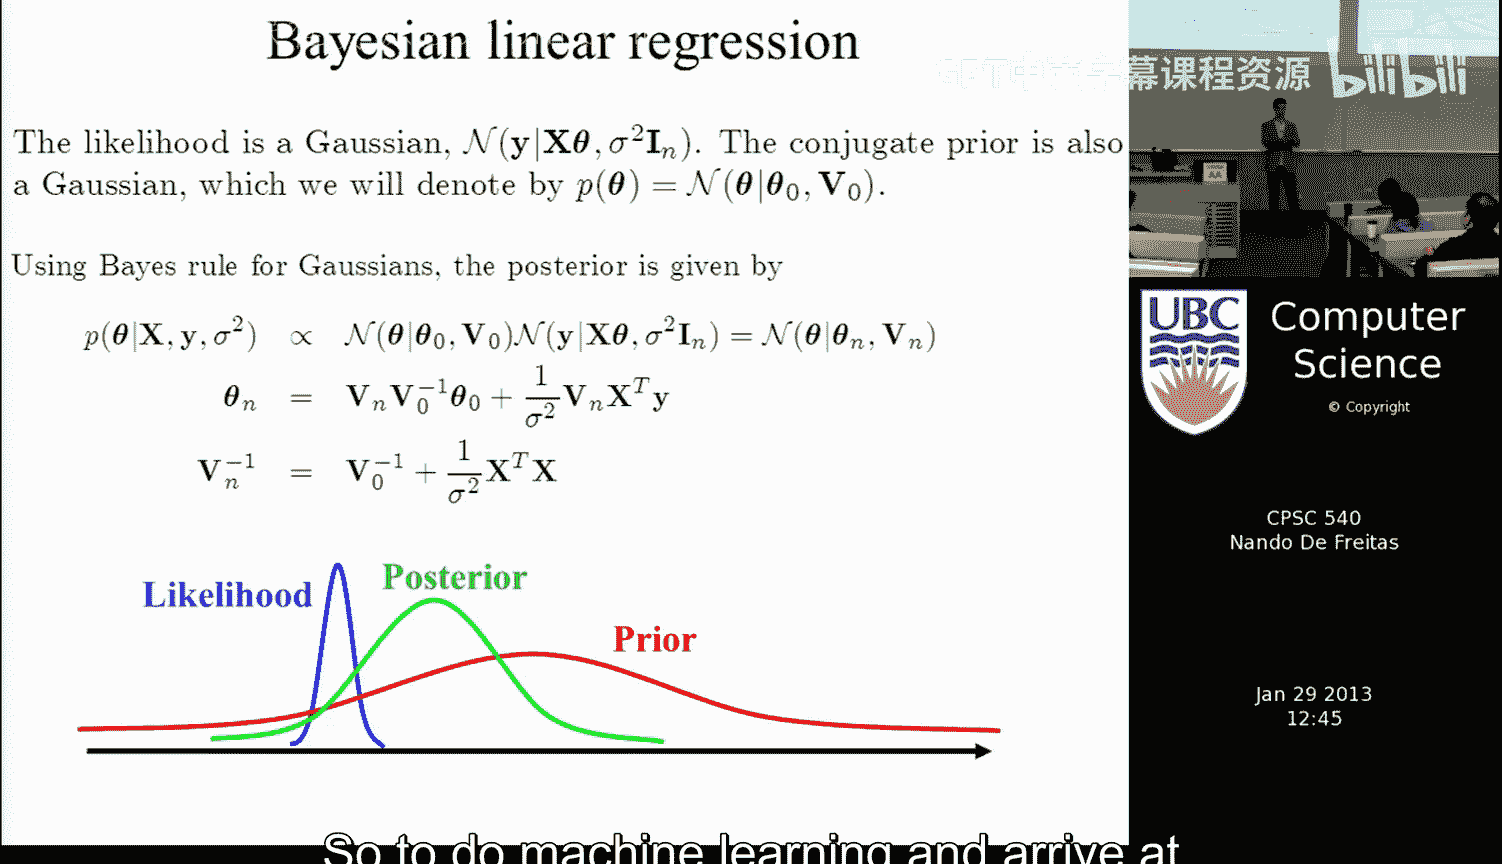 Bayesian linear regression
The likelihood is a Gaussian, 𝒩(y|Xθ, σ²Iₙ). The conjugate prior is also
a Gaussian, which we will denote by p(θ) = 𝒩(θ|θ₀, V₀).
Using Bayes rule for Gaussians, the posterior is given by
p(θ|X, y, σ²) ∝ 𝒩(θ|θ₀, V₀)𝒩(y|Xθ, σ²Iₙ) = 𝒩(θ|θₙ, Vₙ)
θₙ = VₙV₀⁻¹θ₀ + 1/σ² VₙXᵀy
Vₙ⁻¹ = V₀⁻¹ + 1/σ² XᵀX
Likelihood
Posterior
Prior
幕课程资源 bilibili
UBC
Computer
Science
© Copyright
CPSC 540
Nando De Freitas
Jan 29 2013
12:45
So to do machine learning and arrive at